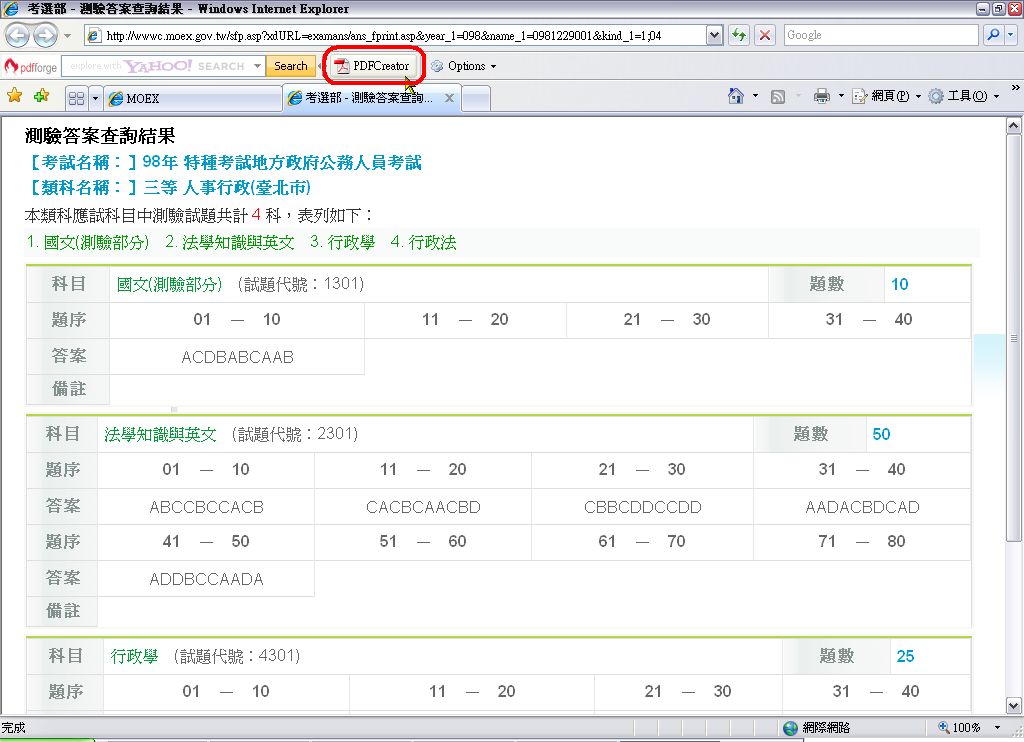 考選部 - 測驗答案查詢結果 - Windows Internet Explorer
http://wwwc.moex.gov.tw/sfp.asp?xdURL=examans/ans_fprint.asp&year_1=098&name_1=0981229001&kind_1=1;04
Google
pdfforge explore with YAHOO! SEARCH Search PDFCreator Options
MOEX 考選部 - 測驗答案查詢... 網頁(P) 工具(O) »
測驗答案查詢結果
【考試名稱：】98年 特種考試地方政府公務人員考試
【類科名稱：】三等 人事行政(臺北市)
本類科應試科目中測驗試題共計 4 科，表列如下：
1. 國文(測驗部分) 2. 法學知識與英文 3. 行政學 4. 行政法
科目 國文(測驗部分) (試題代號：1301) 題數 10
題序 01 — 10 11 — 20 21 — 30 31 — 40
答案 ACDBABCAAB
備註
科目 法學知識與英文 (試題代號：2301) 題數 50
題序 01 — 10 11 — 20 21 — 30 31 — 40
答案 ABCCBCCACB CACBCAACBD CBBCDDCCDD AADACBDCAD
題序 41 — 50 51 — 60 61 — 70 71 — 80
答案 ADDBCCAADA
備註
科目 行政學 (試題代號：4301) 題數 25
題序 01 — 10 11 — 20 21 — 30 31 — 40
完成 網際網路 100%